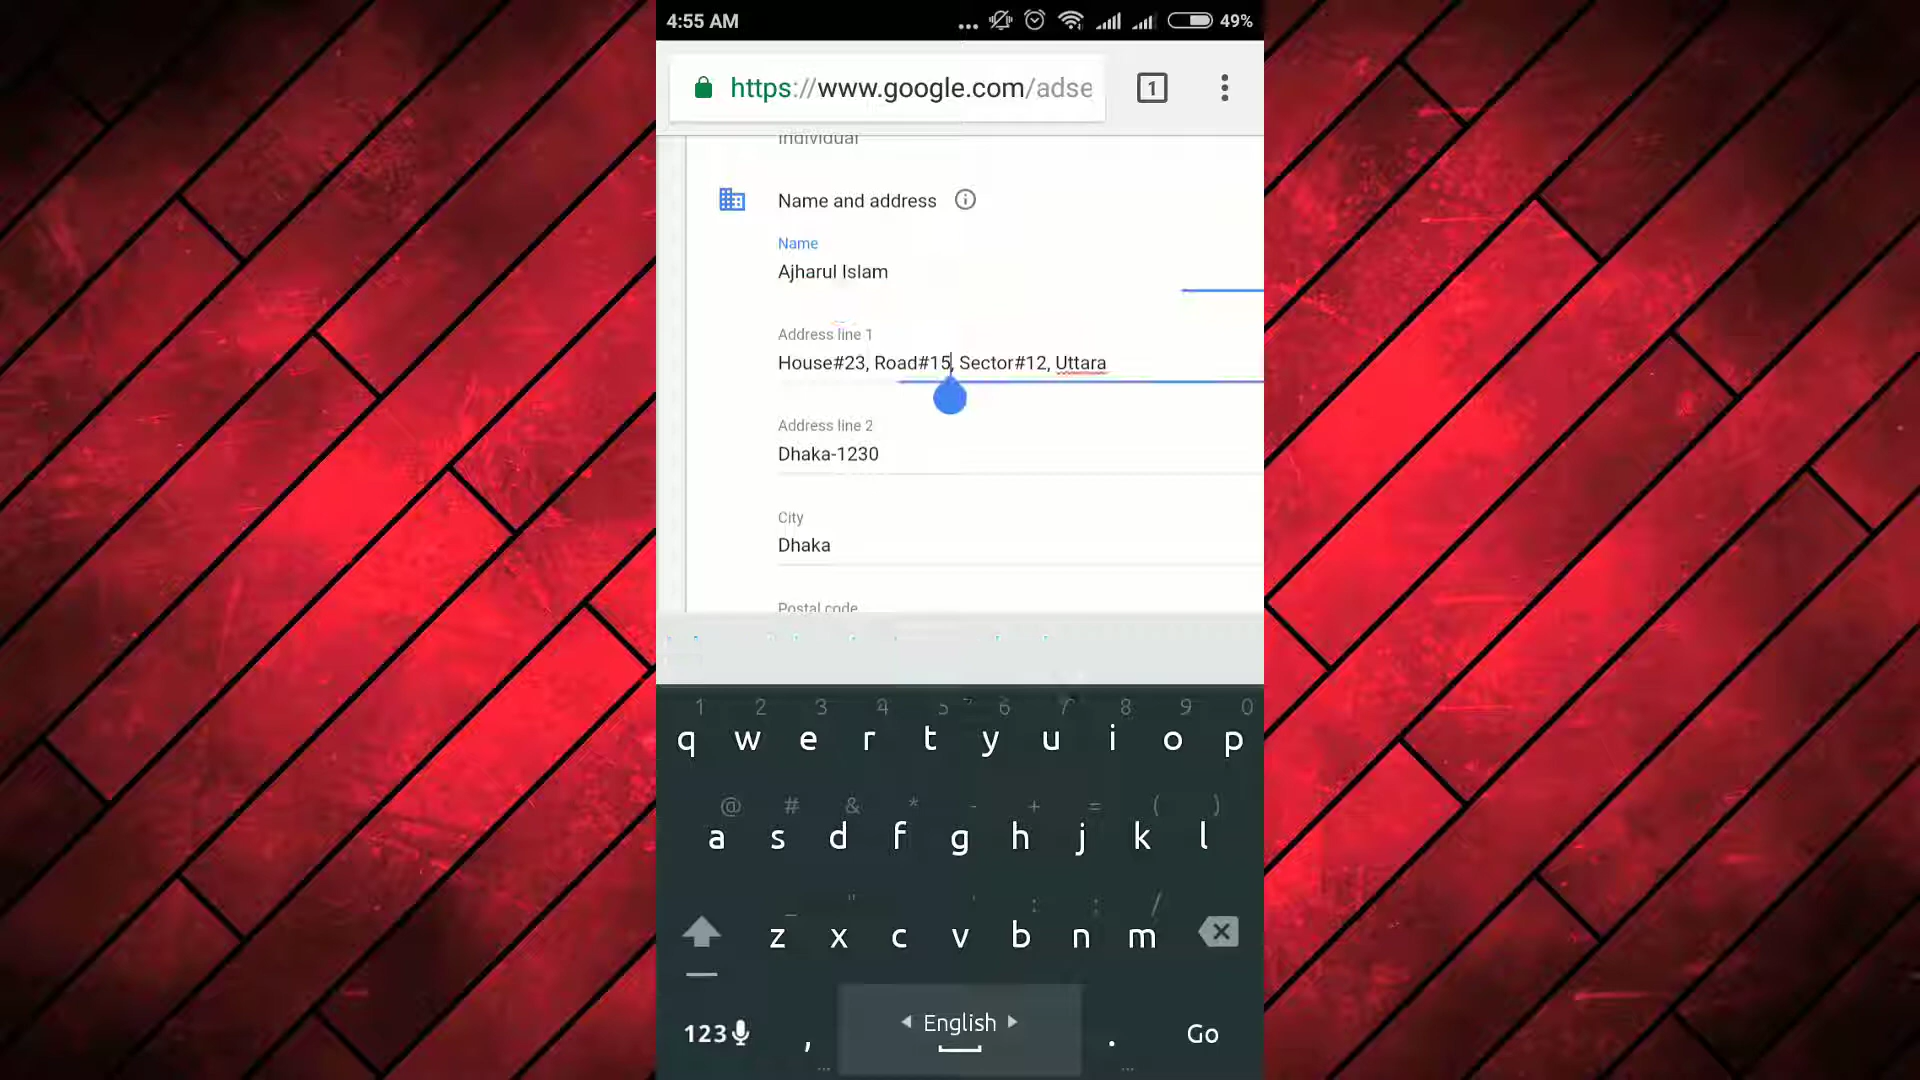 4:55 AM
49%
https://www.google.com/adse
1
Individual
Name and address
Name
Ajharul Islam
Address line 1
House#23, Road#15, Sector#12, Uttara
Address line 2
Dhaka-1230
City
Dhaka
Postal code
1 2 3 4 5 6 7 8 9 0
q w e r t y u i o p
@ # & * - + = ( )
a s d f g h j k l
_ " ' : ; /
z x c v b n m
123 , English . Go